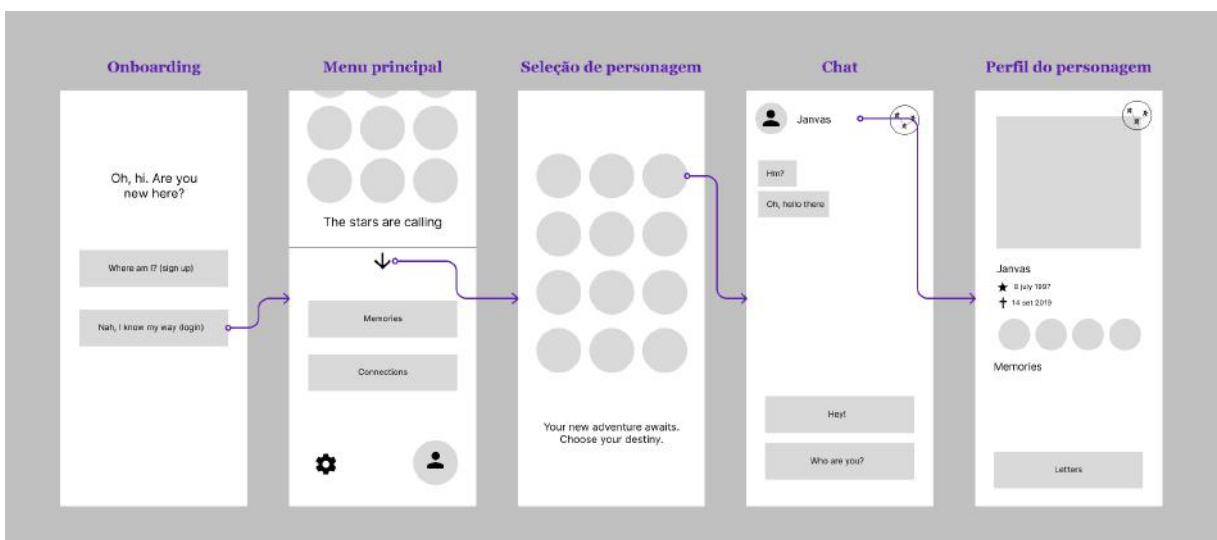 Onboarding
Oh, hi. Are you
new here?
Where am I? (sign up)
Nah, I know my way (login)
Menu principal
The stars are calling
Memories
Connections
Seleção de personagem
Your new adventure awaits.
Choose your destiny.
Chat
Janvas
Hm?
Oh, hello there
Hey!
Who are you?
Perfil do personagem
Janvas
8 july 1997
14 set 2019
Memories
Letters